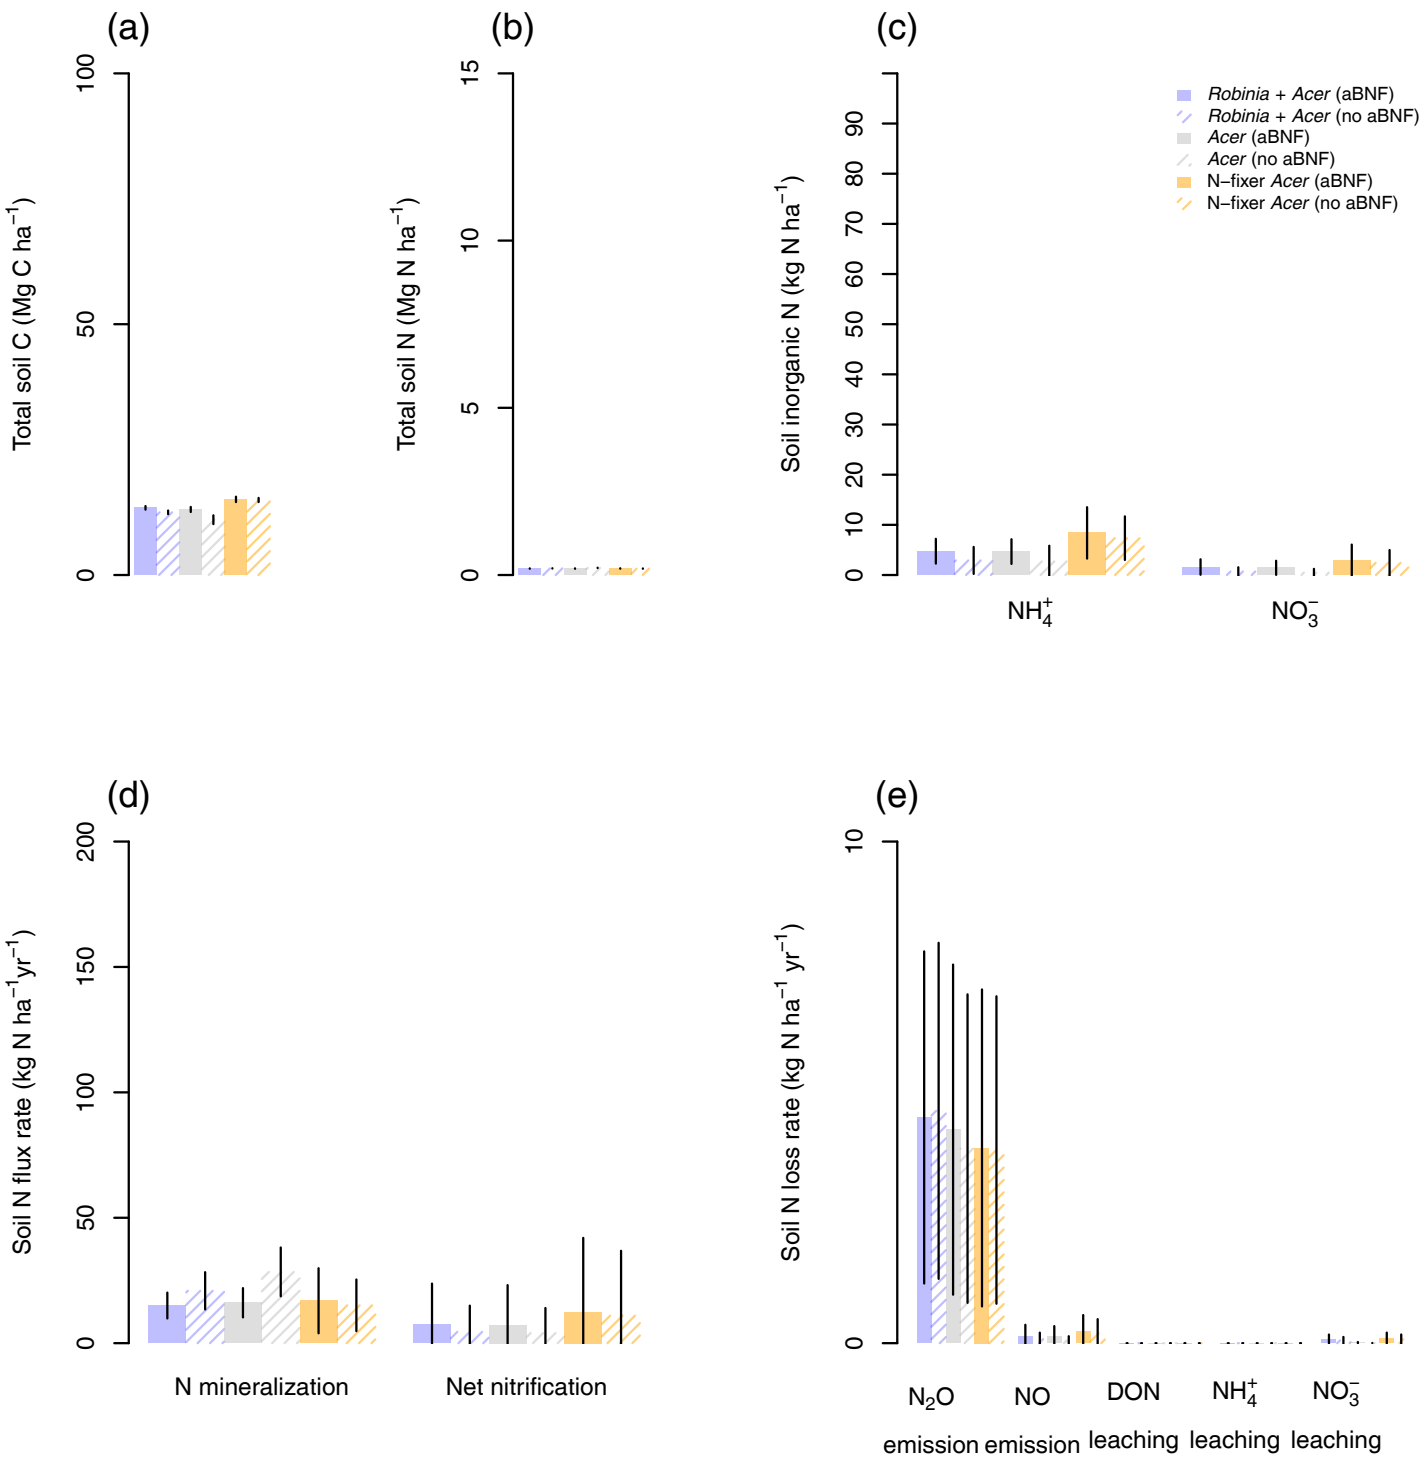 (a)
100
50
0
Total soil C (Mg C ha⁻¹)
(b)
15
10
5
0
Total soil N (Mg N ha⁻¹)
(c)
90
80
70
60
50
40
30
20
10
0
Soil inorganic N (kg N ha⁻¹)
Robinia + Acer (aBNF)
Robinia + Acer (no aBNF)
Acer (aBNF)
Acer (no aBNF)
N−fixer Acer (aBNF)
N−fixer Acer (no aBNF)
NH₄⁺
NO₃⁻
(d)
200
150
100
50
0
Soil N flux rate (kg N ha⁻¹yr⁻¹)
N mineralization
Net nitrification
(e)
10
0
Soil N loss rate (kg N ha⁻¹ yr⁻¹)
N₂O
emission
NO
emission
DON
leaching
NH₄⁺
leaching
NO₃⁻
leaching